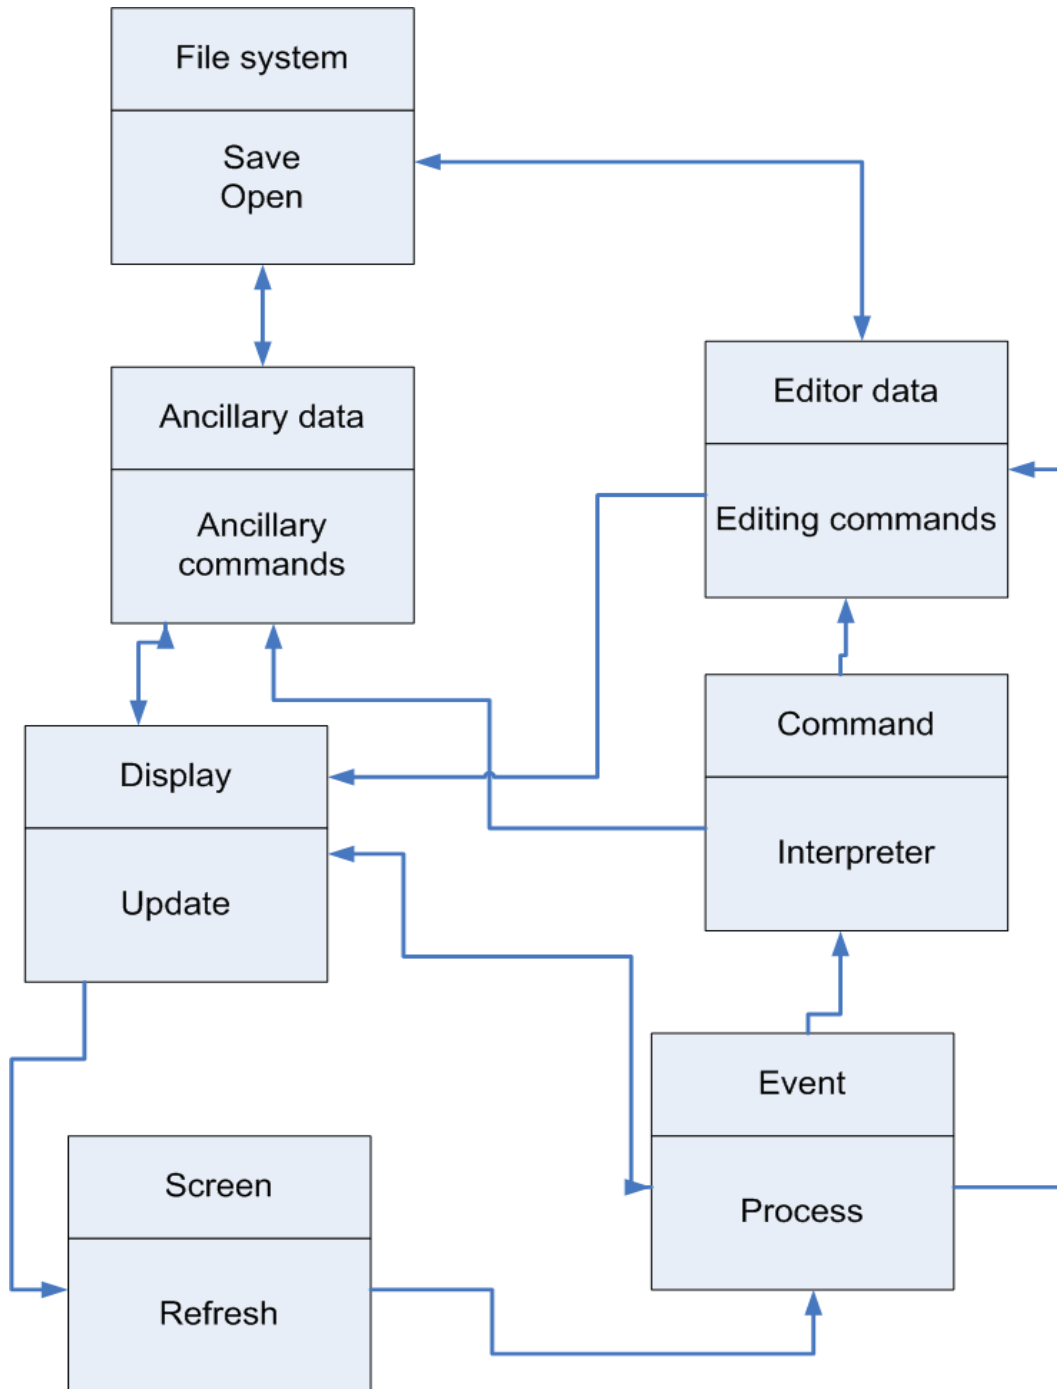 File system
Save
Open
Ancillary data
Ancillary
commands
Editor data
Editing commands
Display
Update
Command
Interpreter
Event
Process
Screen
Refresh